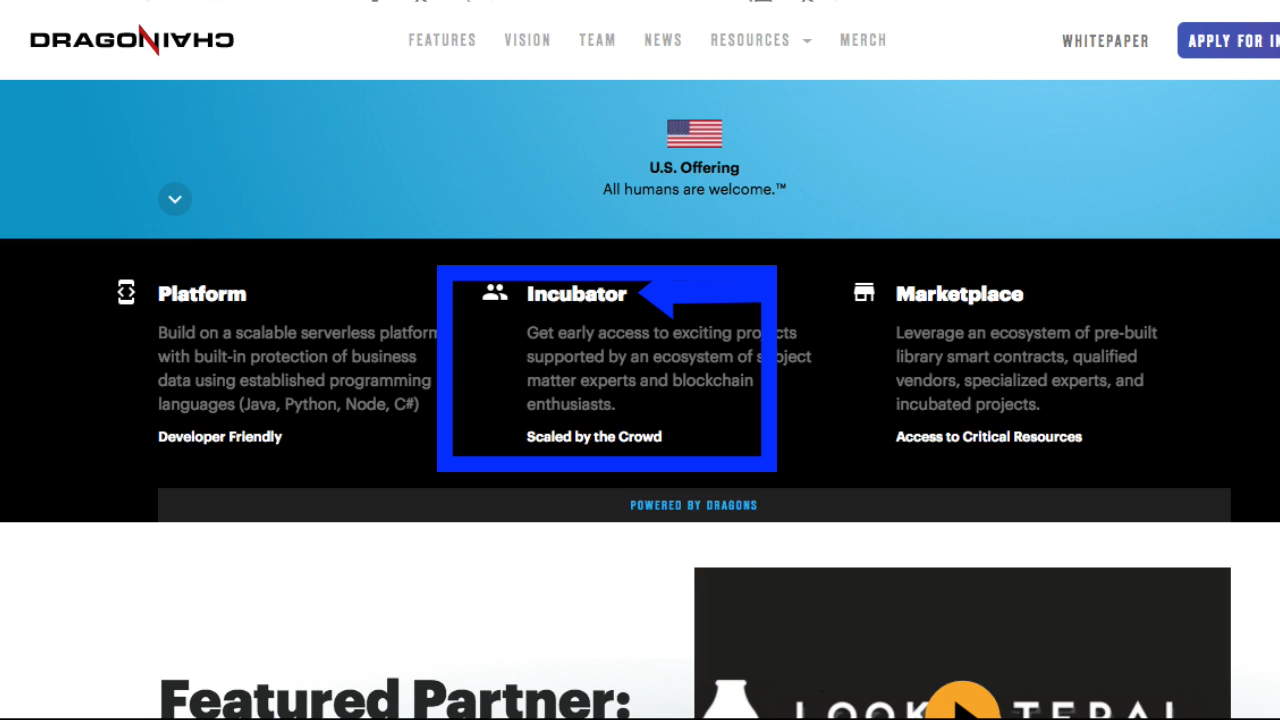 DRAGONCHAIN
FEATURES VISION TEAM NEWS RESOURCES MERCH WHITEPAPER APPLY FOR
U.S. Offering
All humans are welcome.™
Platform
Build on a scalable serverless platform
with built-in protection of business
data using established programming
languages (Java, Python, Node, C#)
Developer Friendly
Incubator
Get early access to exciting projects
supported by an ecosystem of subject
matter experts and blockchain
enthusiasts.
Scaled by the Crowd
Marketplace
Leverage an ecosystem of pre-built
library smart contracts, qualified
vendors, specialized experts, and
incubated projects.
Access to Critical Resources
POWERED BY DRAGONS
Featured Partner: